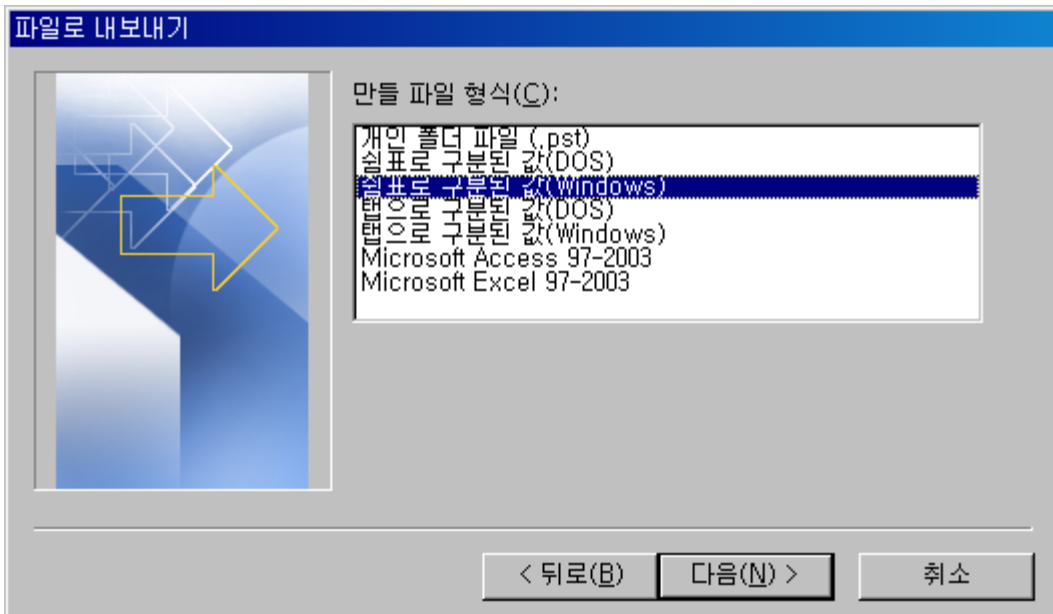 파일로 내보내기
만들 파일 형식(C):
개인 폴더 파일 (.pst)
쉼표로 구분된 값(DOS)
쉼표로 구분된 값(Windows)
탭으로 구분된 값(DOS)
탭으로 구분된 값(Windows)
Microsoft Access 97-2003
Microsoft Excel 97-2003
< 뒤로(B) 다음(N) > 취소